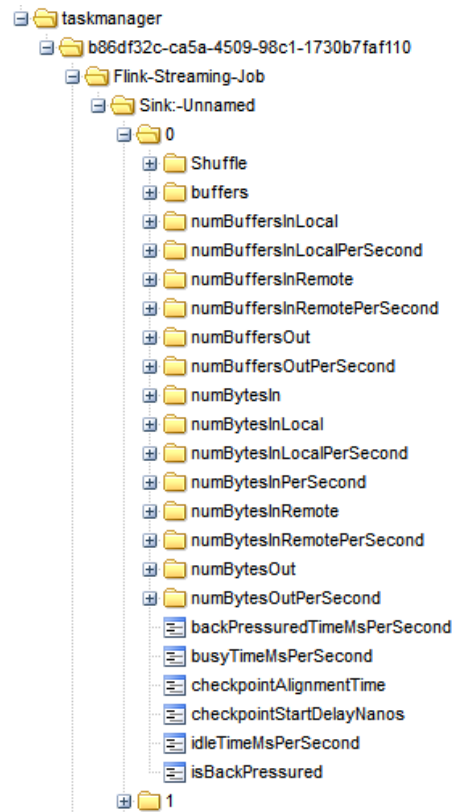 taskmanager
b86df32c-ca5a-4509-98c1-1730b7faf110
Flink-Streaming-Job
Sink:-Unnamed
0
Shuffle
buffers
numBuffersInLocal
numBuffersInLocalPerSecond
numBuffersInRemote
numBuffersInRemotePerSecond
numBuffersOut
numBuffersOutPerSecond
numBytesIn
numBytesInLocal
numBytesInLocalPerSecond
numBytesInPerSecond
numBytesInRemote
numBytesInRemotePerSecond
numBytesOut
numBytesOutPerSecond
backPressuredTimeMsPerSecond
busyTimeMsPerSecond
checkpointAlignmentTime
checkpointStartDelayNanos
idleTimeMsPerSecond
isBackPressured
1